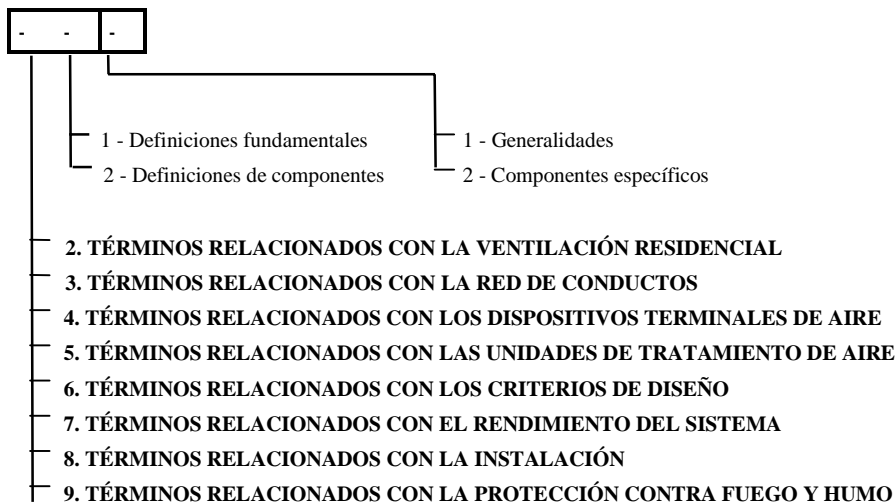 - - -
1 - Definiciones fundamentales
2 - Definiciones de componentes
1 - Generalidades
2 - Componentes específicos
2. TÉRMINOS RELACIONADOS CON LA VENTILACIÓN RESIDENCIAL
3. TÉRMINOS RELACIONADOS CON LA RED DE CONDUCTOS
4. TÉRMINOS RELACIONADOS CON LOS DISPOSITIVOS TERMINALES DE AIRE
5. TÉRMINOS RELACIONADOS CON LAS UNIDADES DE TRATAMIENTO DE AIRE
6. TÉRMINOS RELACIONADOS CON LOS CRITERIOS DE DISEÑO
7. TÉRMINOS RELACIONADOS CON EL RENDIMIENTO DEL SISTEMA
8. TÉRMINOS RELACIONADOS CON LA INSTALACIÓN
9. TÉRMINOS RELACIONADOS CON LA PROTECCIÓN CONTRA FUEGO Y HUMO